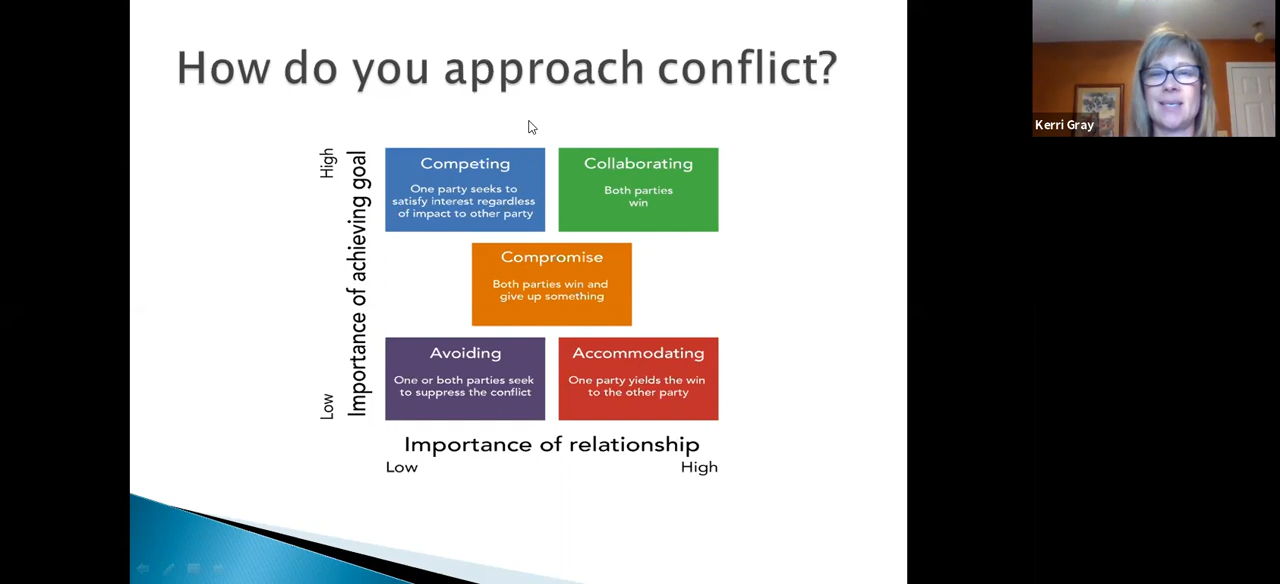 How do you approach conflict?
Kerri Gray
High
Importance of achieving goal
Low
Competing
One party seeks to
satisfy interest regardless
of impact to other party
Collaborating
Both parties
win
Compromise
Both parties win and
give up something
Avoiding
One or both parties seek
to suppress the conflict
Accommodating
One party yields the win
to the other party
Importance of relationship
Low
High